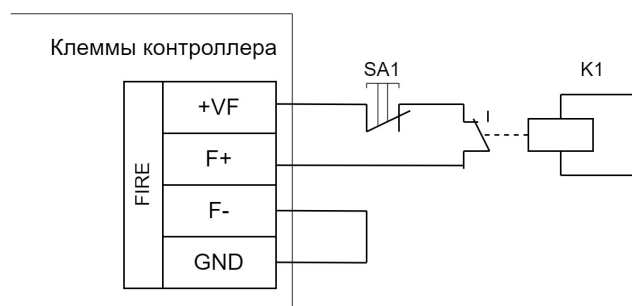 Клеммы контроллера
SA1
K1
FIRE
+VF
F+
F-
GND